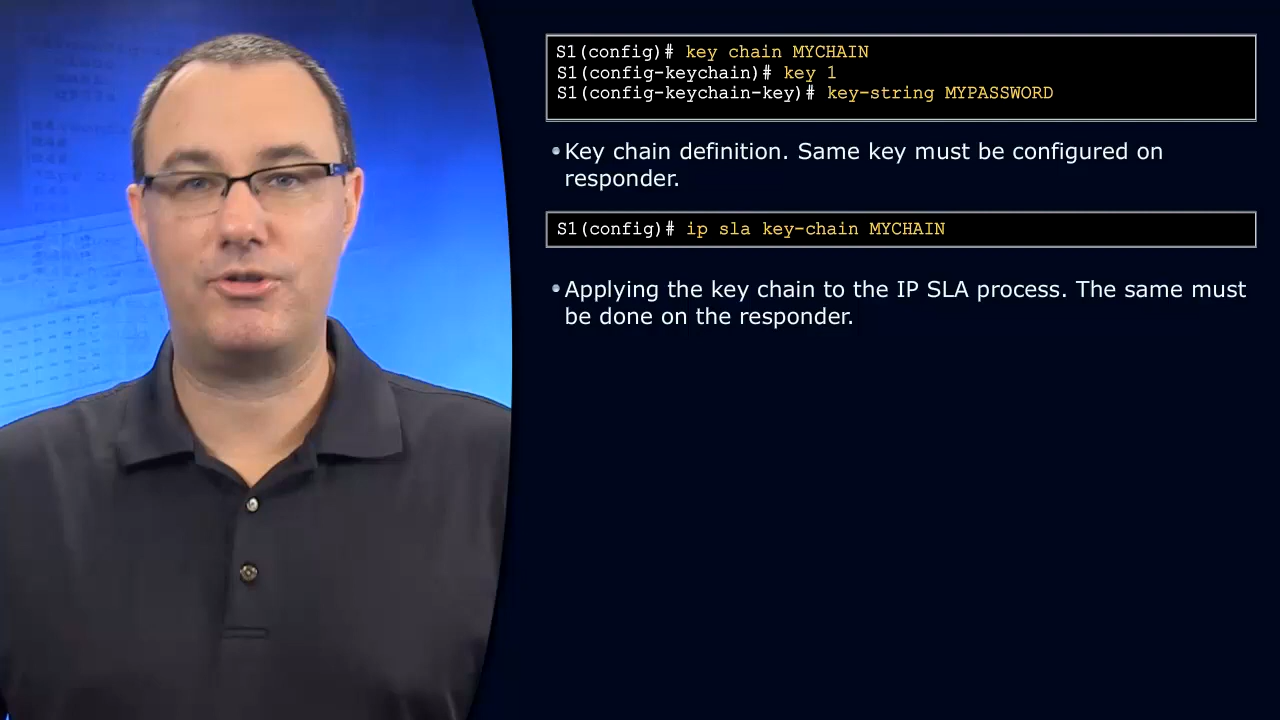 S1(config)# key chain MYCHAIN
S1(config-keychain)# key 1
S1(config-keychain-key)# key-string MYPASSWORD
•Key chain definition. Same key must be configured on
responder.
S1(config)# ip sla key-chain MYCHAIN
•Applying the key chain to the IP SLA process. The same must
be done on the responder.